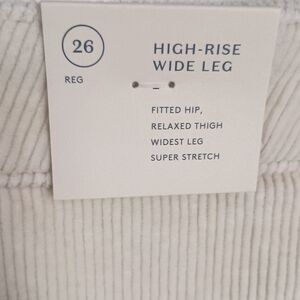 26
REG
HIGH-RISE
WIDE LEG
FITTED HIP,
RELAXED THIGH
WIDEST LEG
SUPER STRETCH